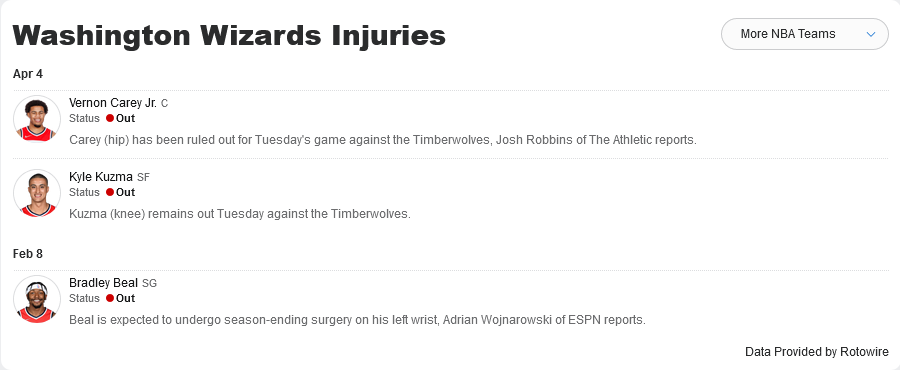 Washington Wizards Injuries
More NBA Teams
Apr 4
Vernon Carey Jr. C
Status Out
Carey (hip) has been ruled out for Tuesday's game against the Timberwolves, Josh Robbins of The Athletic reports.
Kyle Kuzma SF
Status Out
Kuzma (knee) remains out Tuesday against the Timberwolves.
Feb 8
Bradley Beal SG
Status Out
Beal is expected to undergo season-ending surgery on his left wrist, Adrian Wojnarowski of ESPN reports.
Data Provided by Rotowire